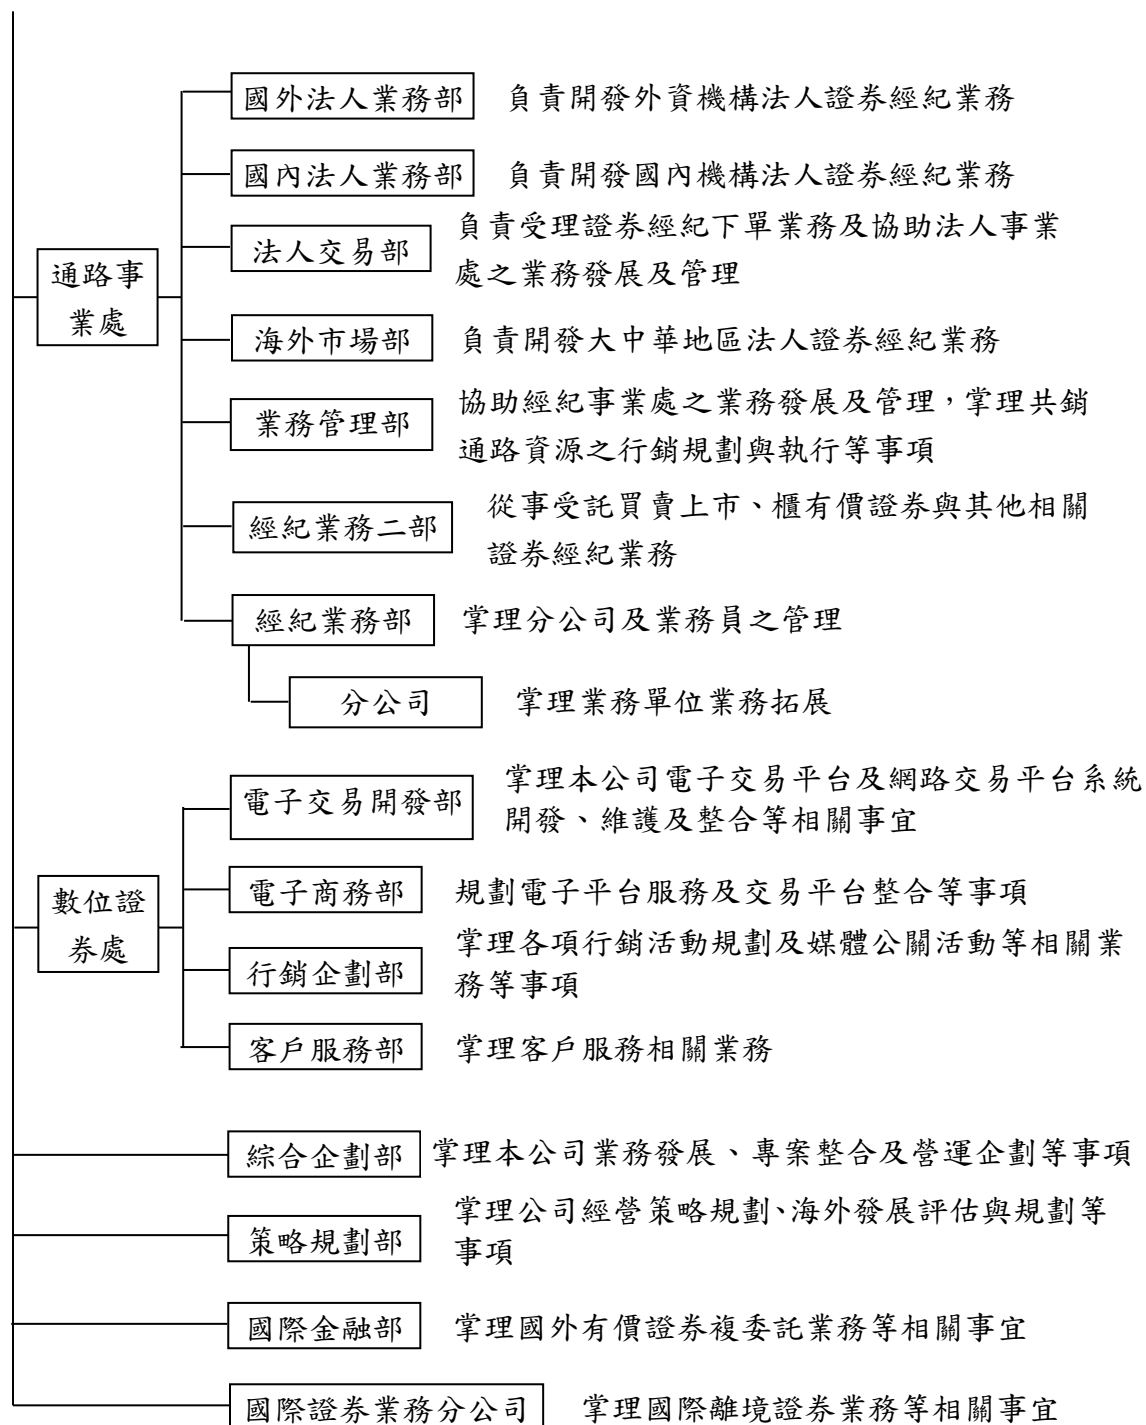 國外法人業務部 負責開發外資機構法人證券經紀業務
國內法人業務部 負責開發國內機構法人證券經紀業務
法人交易部 負責受理證券經紀下單業務及協助法人事業
處之業務發展及管理
通路事
業處
海外市場部 負責開發大中華地區法人證券經紀業務
業務管理部 協助經紀事業處之業務發展及管理，掌理共銷
通路資源之行銷規劃與執行等事項
經紀業務二部 從事受託買賣上市、櫃有價證券與其他相關
證券經紀業務
經紀業務部 掌理分公司及業務員之管理
分公司 掌理業務單位業務拓展
電子交易開發部 掌理本公司電子交易平台及網路交易平台系統
開發、維護及整合等相關事宜
數位證
券處
電子商務部 規劃電子平台服務及交易平台整合等事項
行銷企劃部 掌理各項行銷活動規劃及媒體公關活動等相關業
務等事項
客戶服務部 掌理客戶服務相關業務
綜合企劃部 掌理本公司業務發展、專案整合及營運企劃等事項
策略規劃部 掌理公司經營策略規劃、海外發展評估與規劃等
事項
國際金融部 掌理國外有價證券複委託業務等相關事宜
國際證券業務分公司 掌理國際離境證券業務等相關事宜